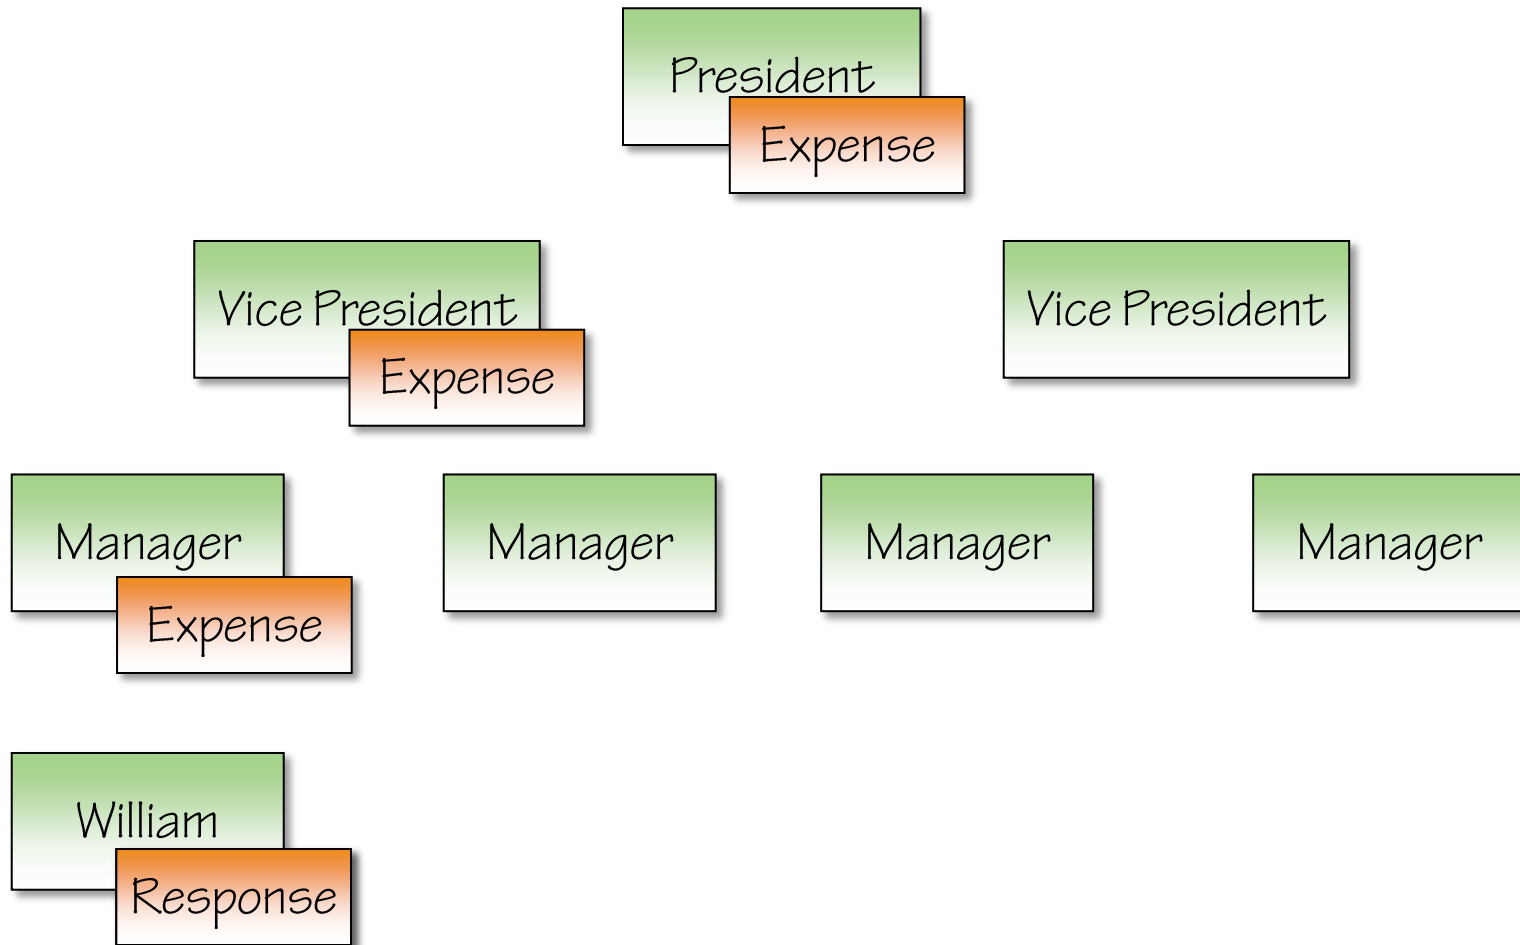 President
Expense
Vice President
Expense
Vice President
Manager
Expense
Manager
Manager
Manager
William
Response